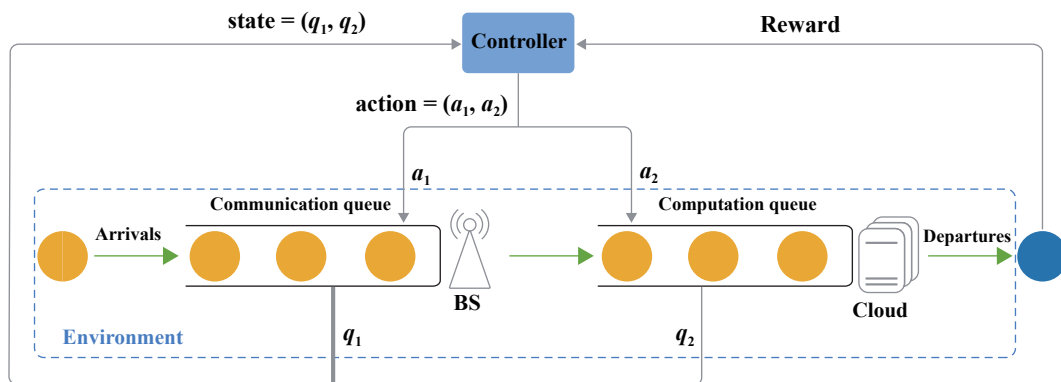 state = (q₁, q₂)
Controller
Reward
action = (a₁, a₂)
a₁
a₂
Communication queue
Computation queue
Arrivals
Departures
BS
Cloud
Environment
q₁
q₂